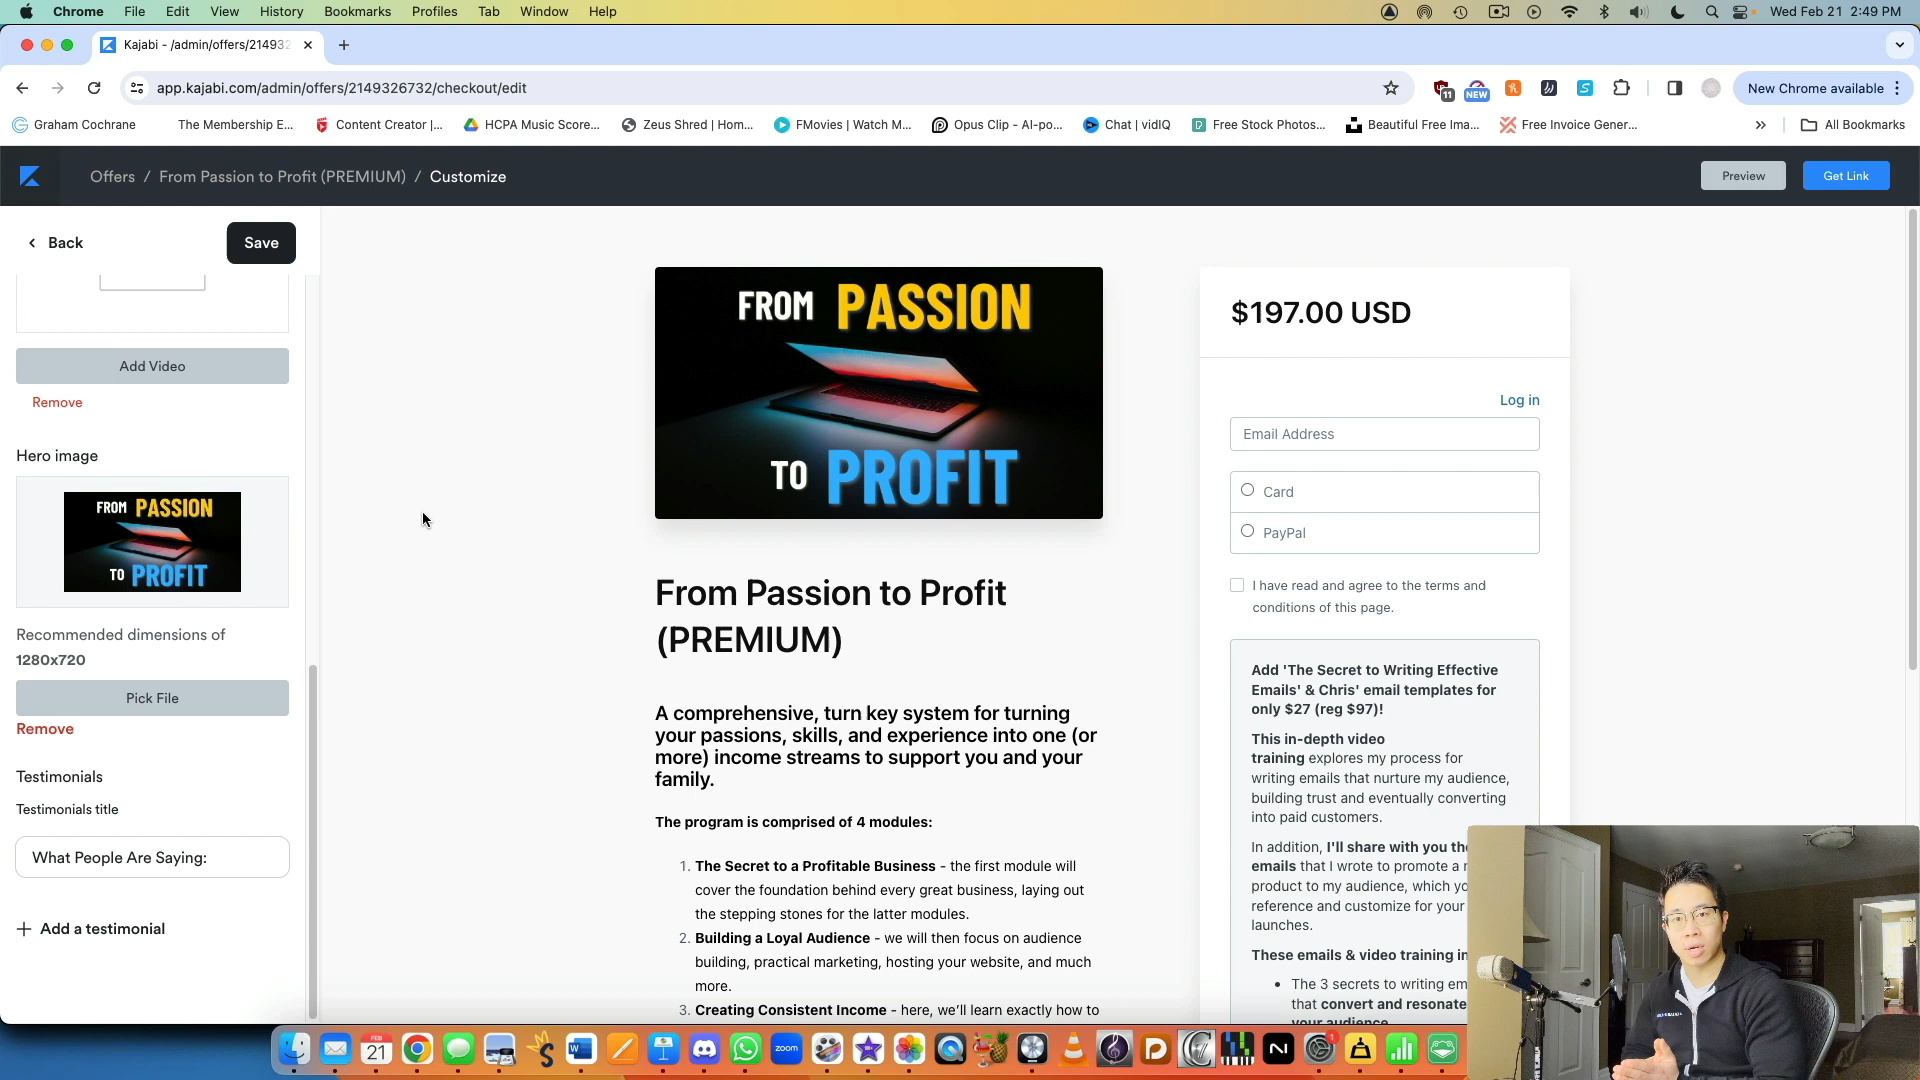 Chrome File Edit View History Bookmarks Profiles Tab Window Help
Wed Feb 21 2:49 PM
Kajabi - /admin/offers/214932
app.kajabi.com/admin/offers/2149326732/checkout/edit
11
NEW
New Chrome available
Graham Cochrane
The Membership E...
Content Creator |...
HCPA Music Score...
Zeus Shred | Hom...
FMovies | Watch M...
Opus Clip - AI-po...
Chat | vidIQ
Free Stock Photos...
Beautiful Free Ima...
Free Invoice Gener...
All Bookmarks
Offers / From Passion to Profit (PREMIUM) / Customize
Preview
Get Link
Back
Save
Add Video
Remove
Hero image
FROM PASSION
TO PROFIT
Recommended dimensions of
1280x720
Pick File
Remove
Testimonials
Testimonials title
What People Are Saying:
Add a testimonial
FROM PASSION
TO PROFIT
From Passion to Profit
(PREMIUM)
A comprehensive, turn key system for turning
your passions, skills, and experience into one (or
more) income streams to support you and your
family.
The program is comprised of 4 modules:
1. The Secret to a Profitable Business - the first module will
cover the foundation behind every great business, laying out
the stepping stones for the latter modules.
2. Building a Loyal Audience - we will then focus on audience
building, practical marketing, hosting your website, and much
more.
3. Creating Consistent Income - here, we'll learn exactly how to
$197.00 USD
Log in
Email Address
Card
PayPal
I have read and agree to the terms and
conditions of this page.
Add 'The Secret to Writing Effective
Emails' & Chris' email templates for
only $27 (reg $97)!
This in-depth video
training explores my process for
writing emails that nurture my audience,
building trust and eventually converting
into paid customers.
In addition, I'll share with you
emails that I wrote to promote a
product to my audience, which
reference and customize for your
launches.
These emails & video training
• The 3 secrets to writing
that convert and resonate
your audience
FEB
21
zoom
1